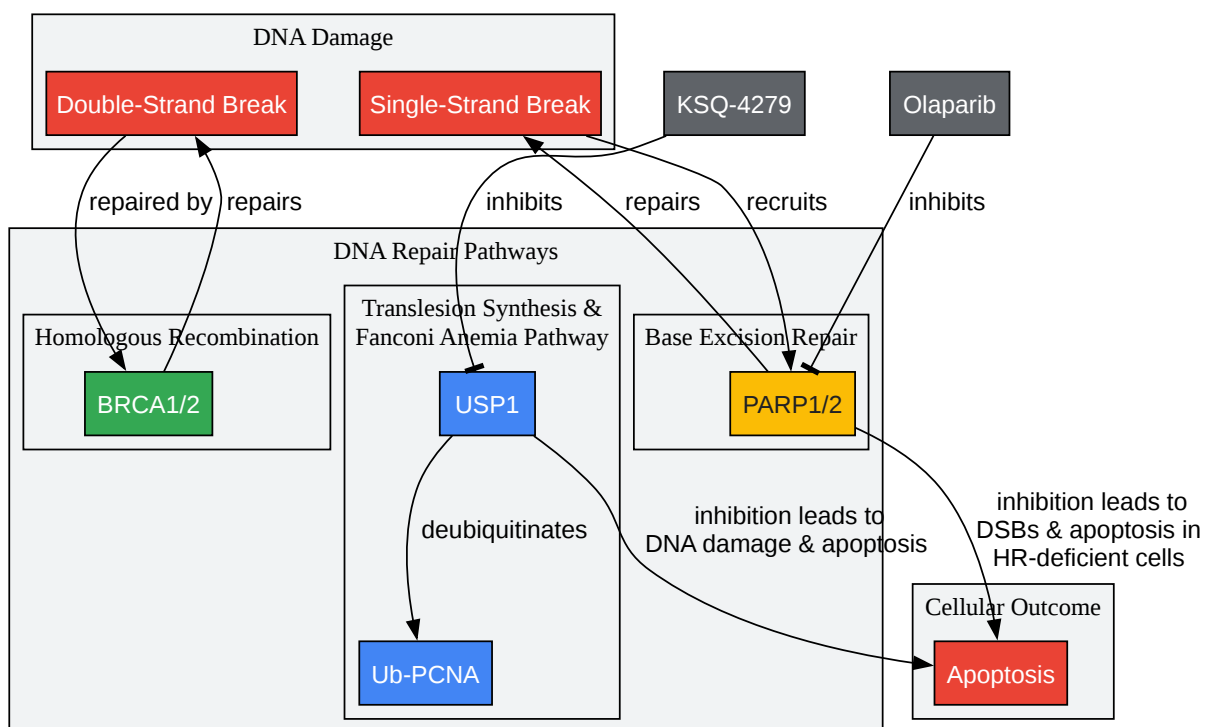 DNA Damage
Double-Strand Break
Single-Strand Break
KSQ-4279
Olaparib
repaired by
repairs
inhibits
repairs
recruits
inhibits
DNA Repair Pathways
Homologous Recombination
Translesion Synthesis &
Fanconi Anemia Pathway
Base Excision Repair
BRCA1/2
USP1
PARP1/2
deubiquitinates
inhibition leads to
DNA damage & apoptosis
inhibition leads to
DSBs & apoptosis in
HR-deficient cells
Cellular Outcome
Ub-PCNA
Apoptosis